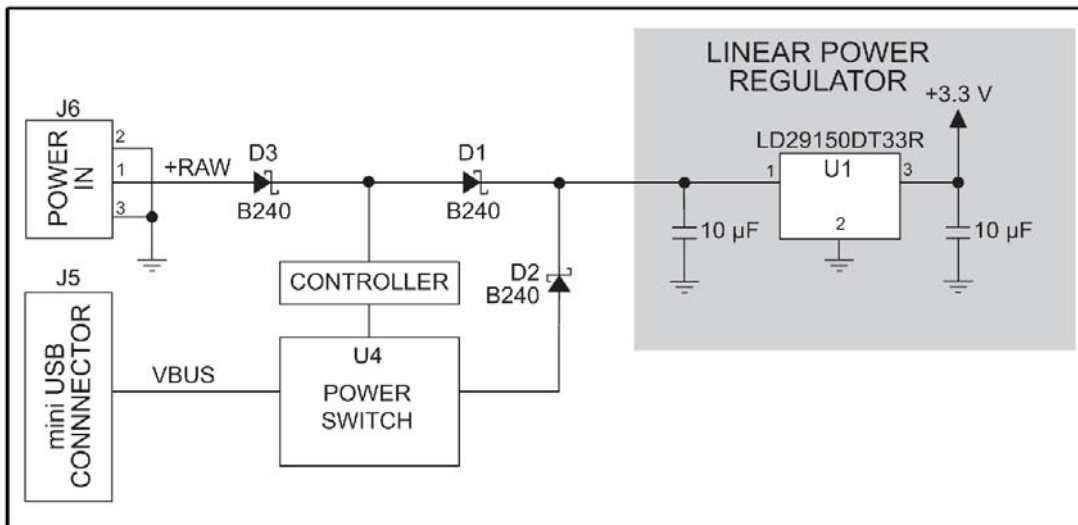 LINEAR POWER
REGULATOR
+3.3 V
LD29150DT33R
U1
1
3
2
10 µF
10 µF
J6
POWER
IN
2
1
3
+RAW
D3
B240
D1
B240
D2
B240
CONTROLLER
J5
mini USB
CONNNECTOR
VBUS
U4
POWER
SWITCH